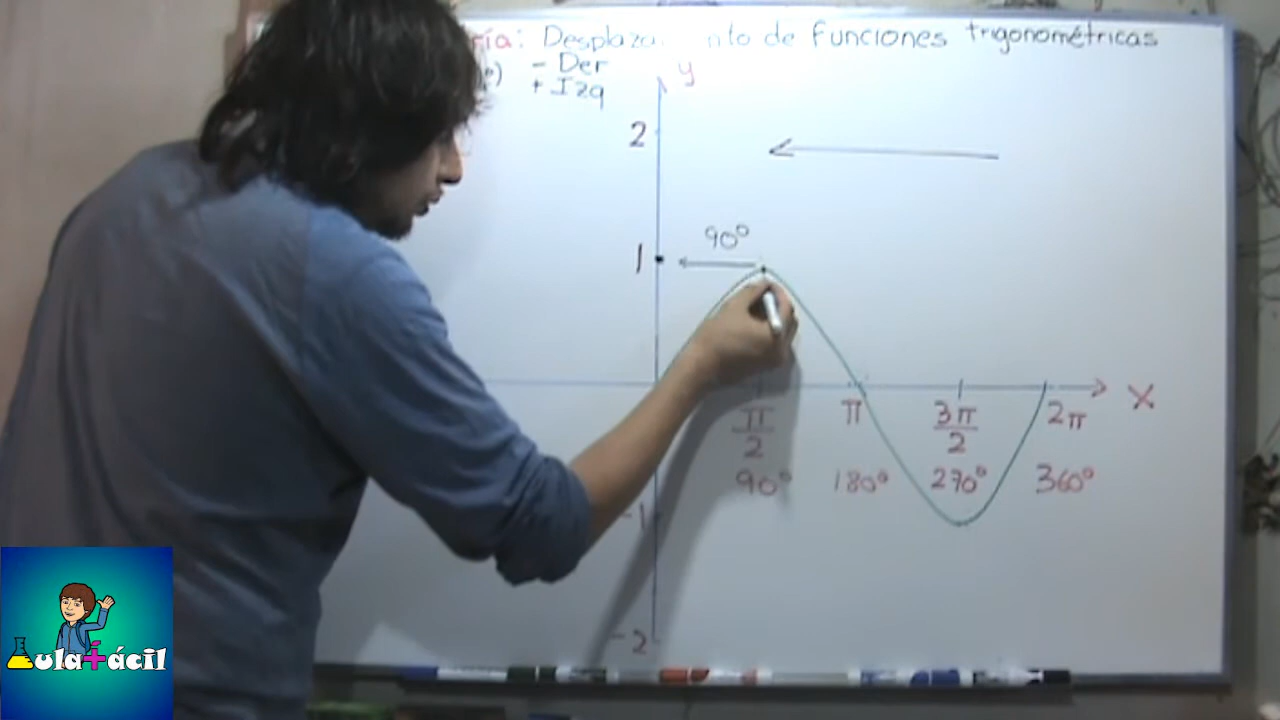 ría: Desplaza nto de funciones trigonométricas
- Der
+ Izq
y
2
90°
1
x
π/2 π 3π/2 2π
90° 180° 270° 360°
-1
-2
Aula+ácil